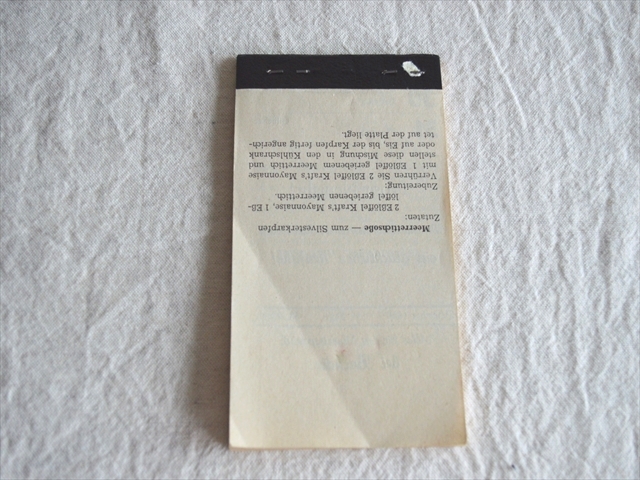 Meerrettichsoße — zum Silvesterkarpfen
Zutaten:
2 Eßlöffel Kraft's Mayonnaise, 1 Eß-
löffel geriebenen Meerrettich.
Zubereitung:
Verrühren Sie 2 Eßlöffel Kraft's Mayonnaise
mit 1 Eßlöffel geriebenem Meerrettich und
stellen diese Mischung in den Kühlschrank
oder auf Eis, bis der Karpfen fertig angerich-
tet auf der Platte liegt.